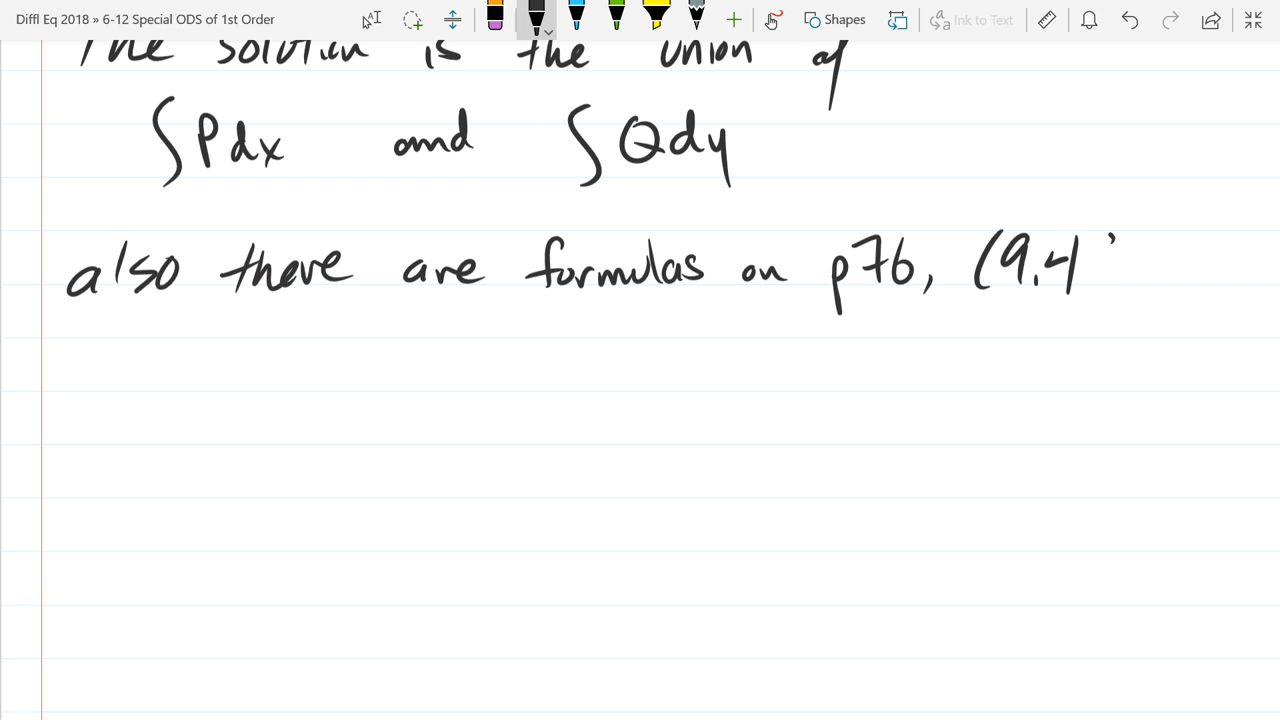 Diffl Eq 2018 » 6-12 Special ODS of 1st Order
Shapes
Ink to Text
The solution is the union of
∫Pdx and ∫Qdy
also there are formulas on p76, (9.4)